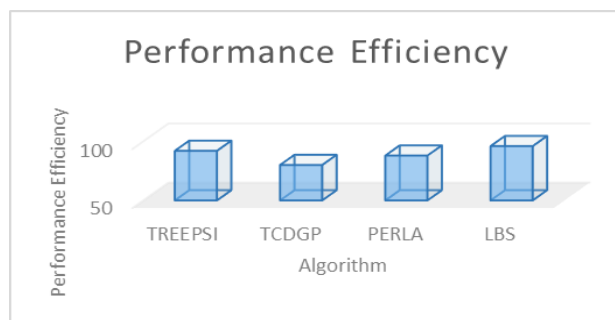 Performance Efficiency
Performance Efficiency
100
50
TREEPSI TCDGP PERLA LBS
Algorithm